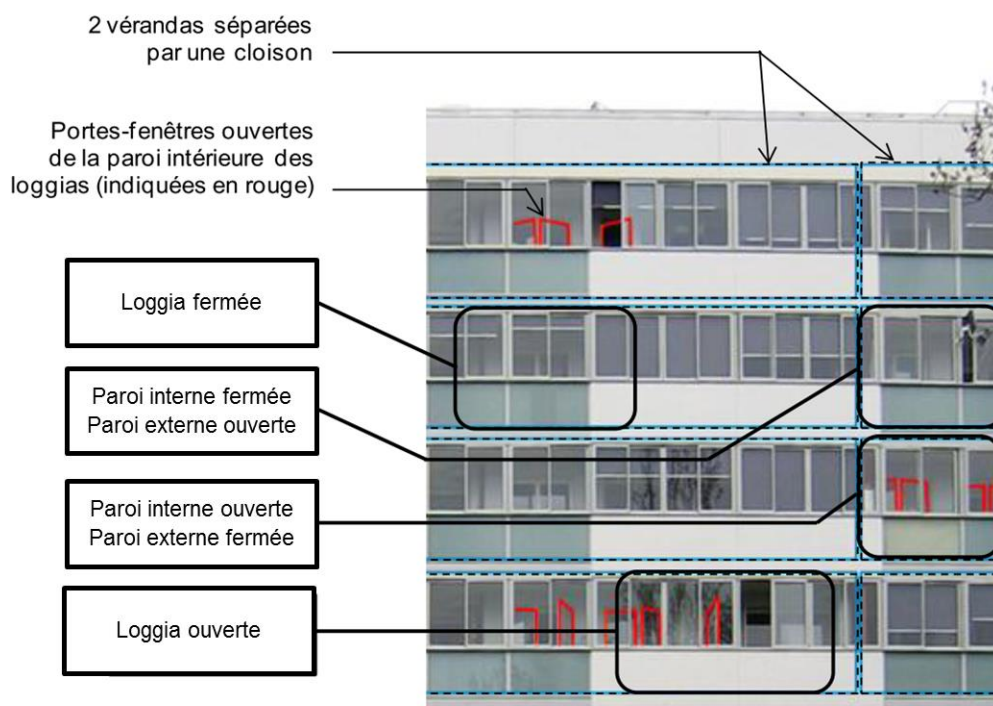 2 vérandas séparées
par une cloison
Portes-fenêtres ouvertes
de la paroi intérieure des
loggias (indiquées en rouge)
Loggia fermée
Paroi interne fermée
Paroi externe ouverte
Paroi interne ouverte
Paroi externe fermée
Loggia ouverte